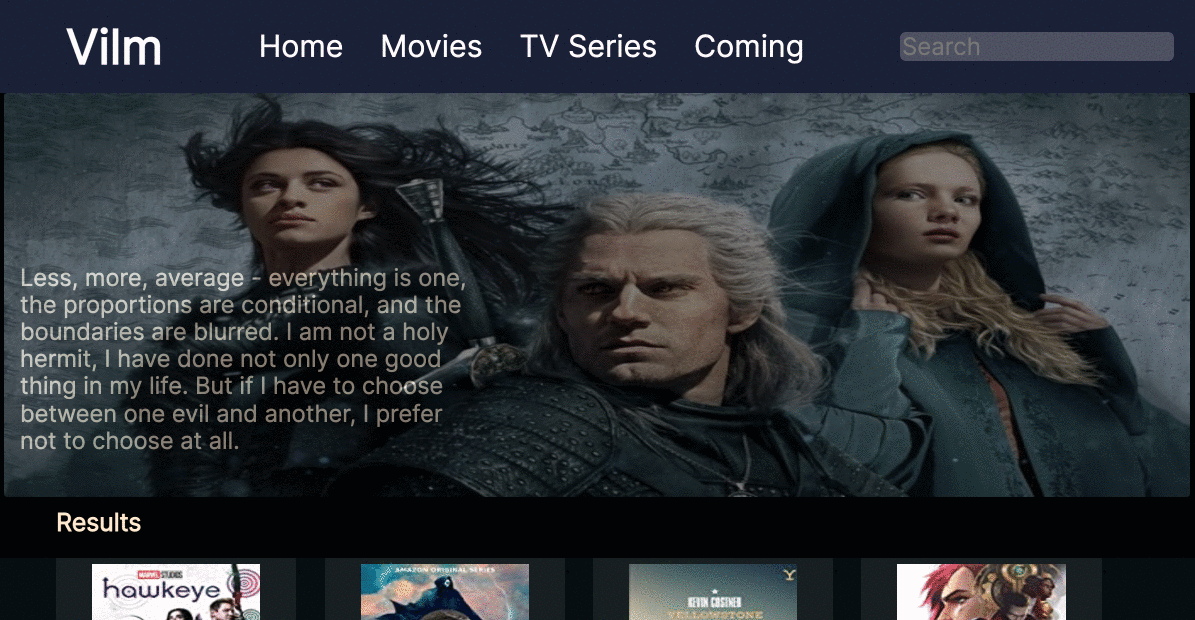 Vilm
Home Movies TV Series Coming
Search
Less, more, average - everything is one,
the proportions are conditional, and the
boundaries are blurred. I am not a holy
hermit, I have done not only one good
thing in my life. But if I have to choose
between one evil and another, I prefer
not to choose at all.
Results
MARVEL STUDIOS
hawkeye
AMAZON ORIGINAL SERIES
KEVIN COSTNER
YELLOWSTONE